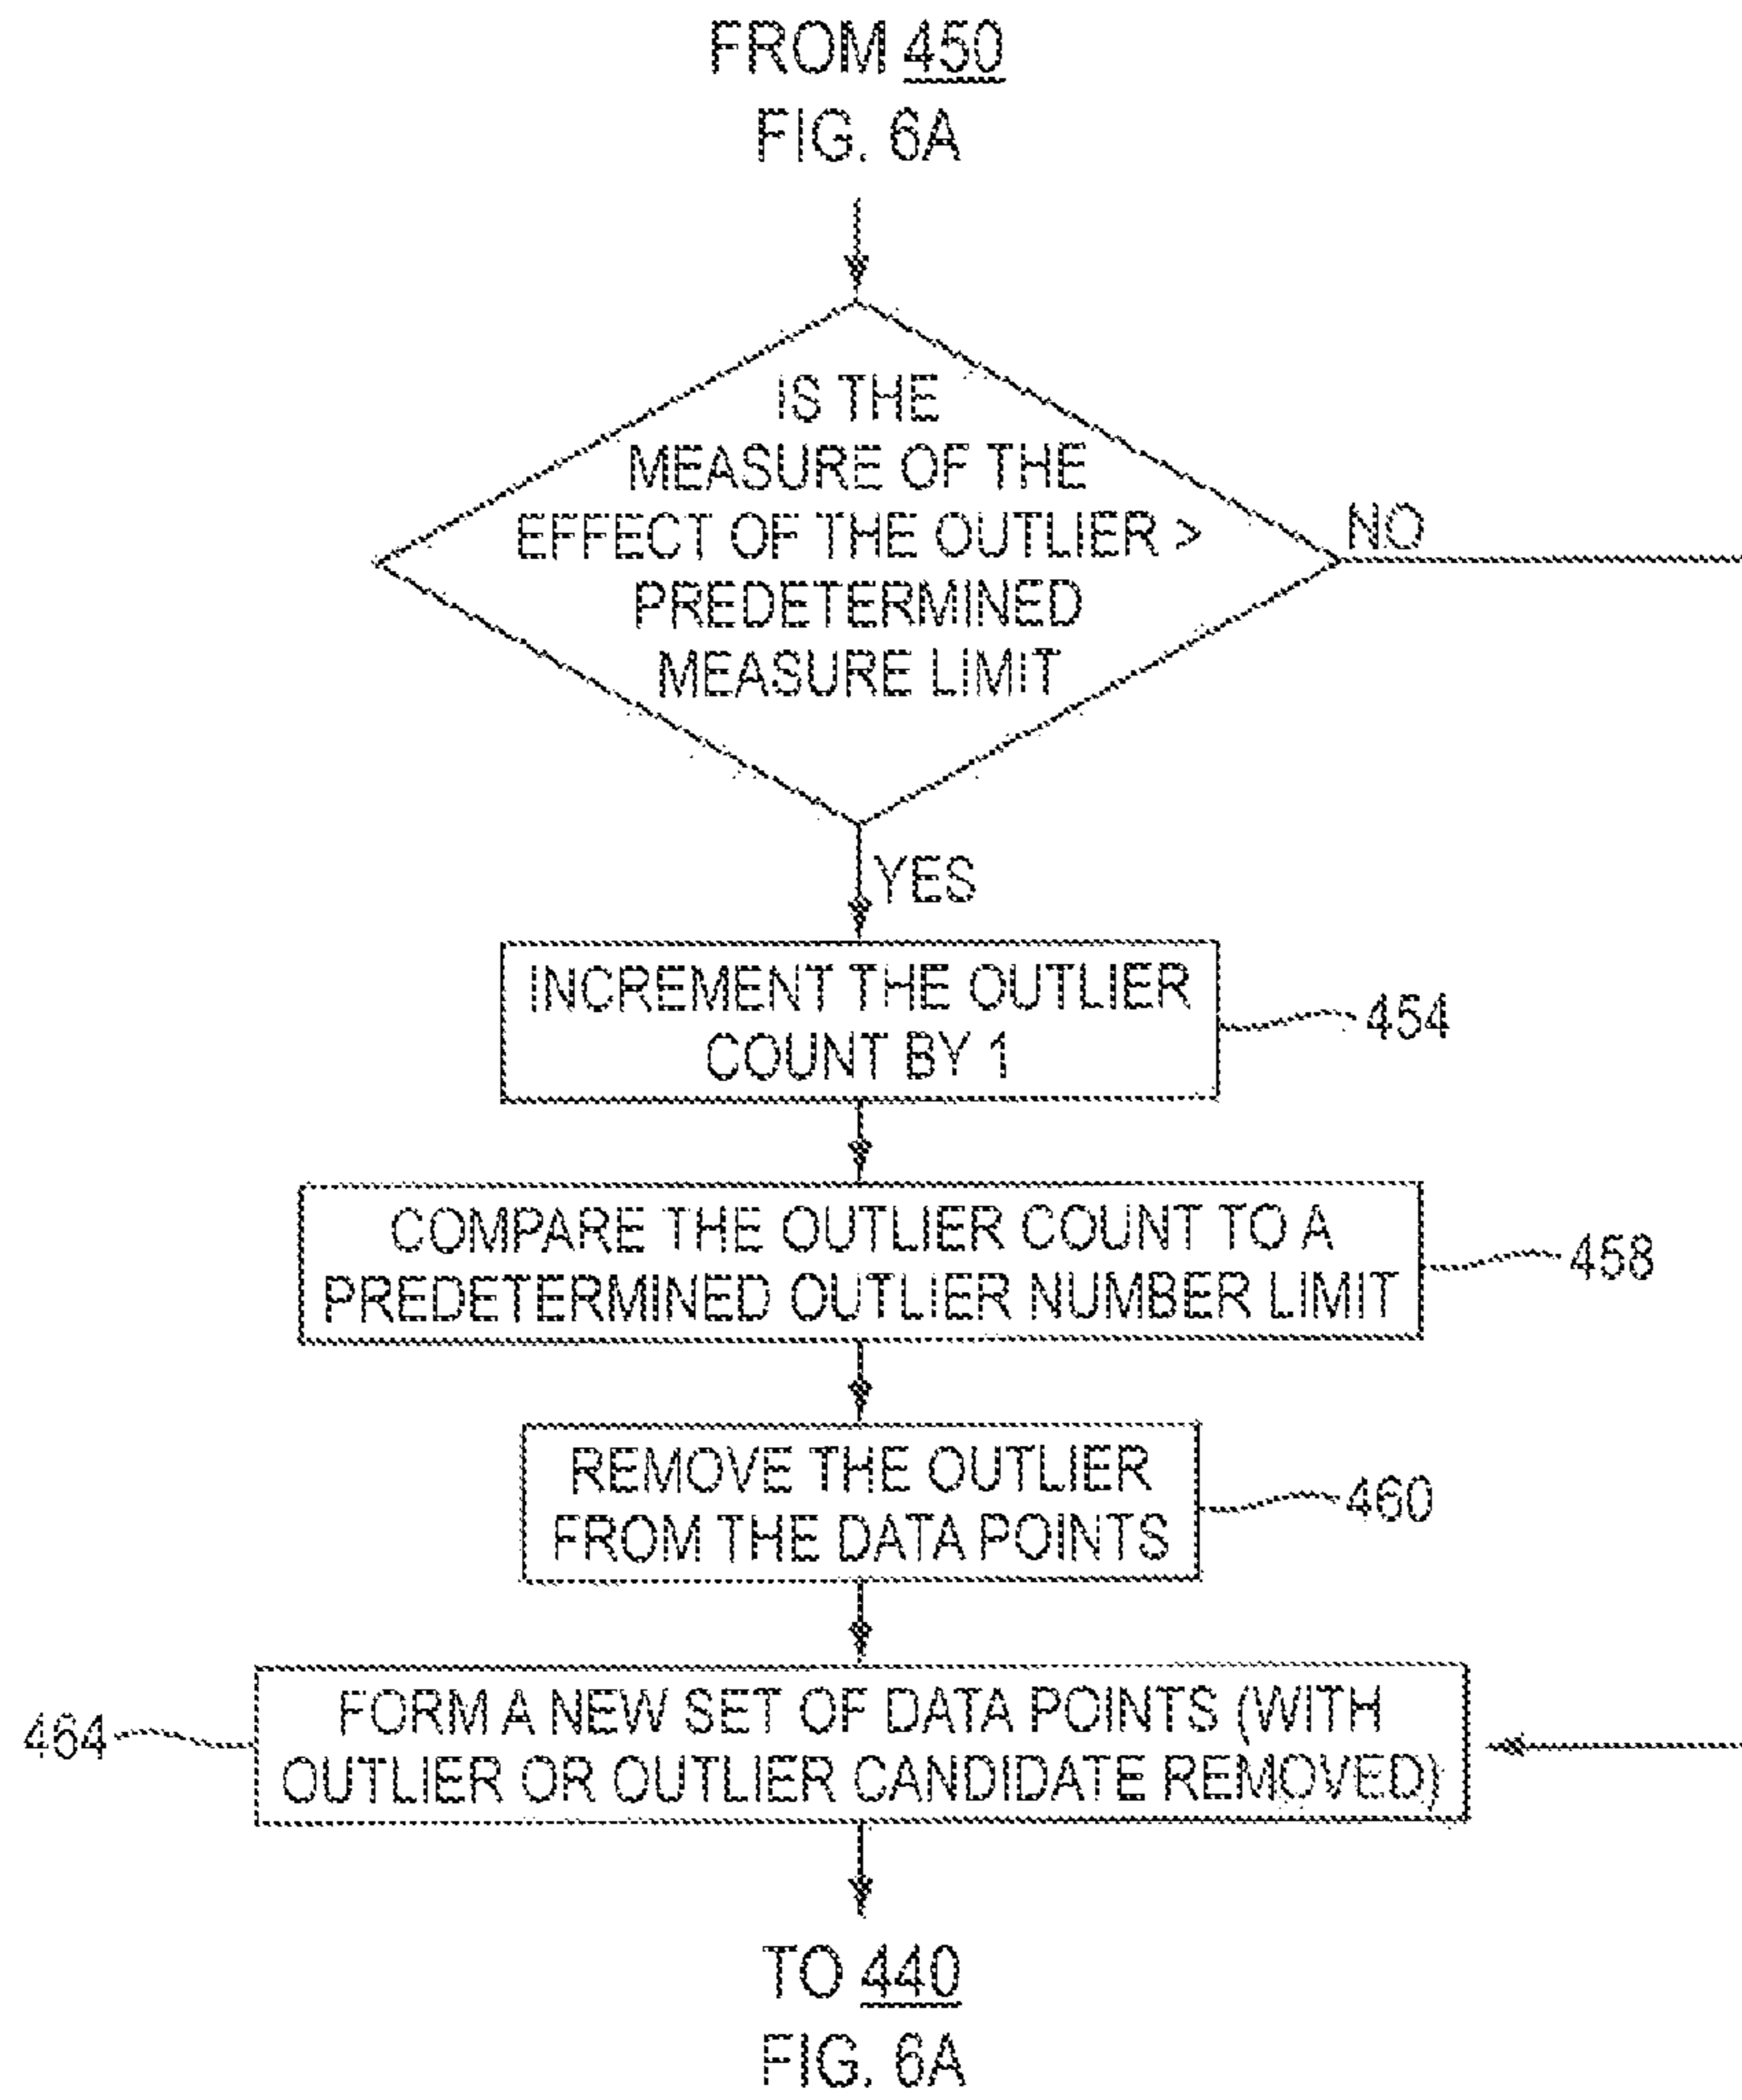 FROM 450
FIG. 6A
IS THE
MEASURE OF THE
EFFECT OF THE OUTLIER >
PREDETERMINED
MEASURE LIMIT
NO
YES
INCREMENT THE OUTLIER
COUNT BY 1
454
COMPARE THE OUTLIER COUNT TO A
PREDETERMINED OUTLIER NUMBER LIMIT
458
REMOVE THE OUTLIER
FROM THE DATA POINTS
460
FORM A NEW SET OF DATA POINTS (WITH
OUTLIER OR OUTLIER CANDIDATE REMOVED)
464
TO 440
FIG. 6A